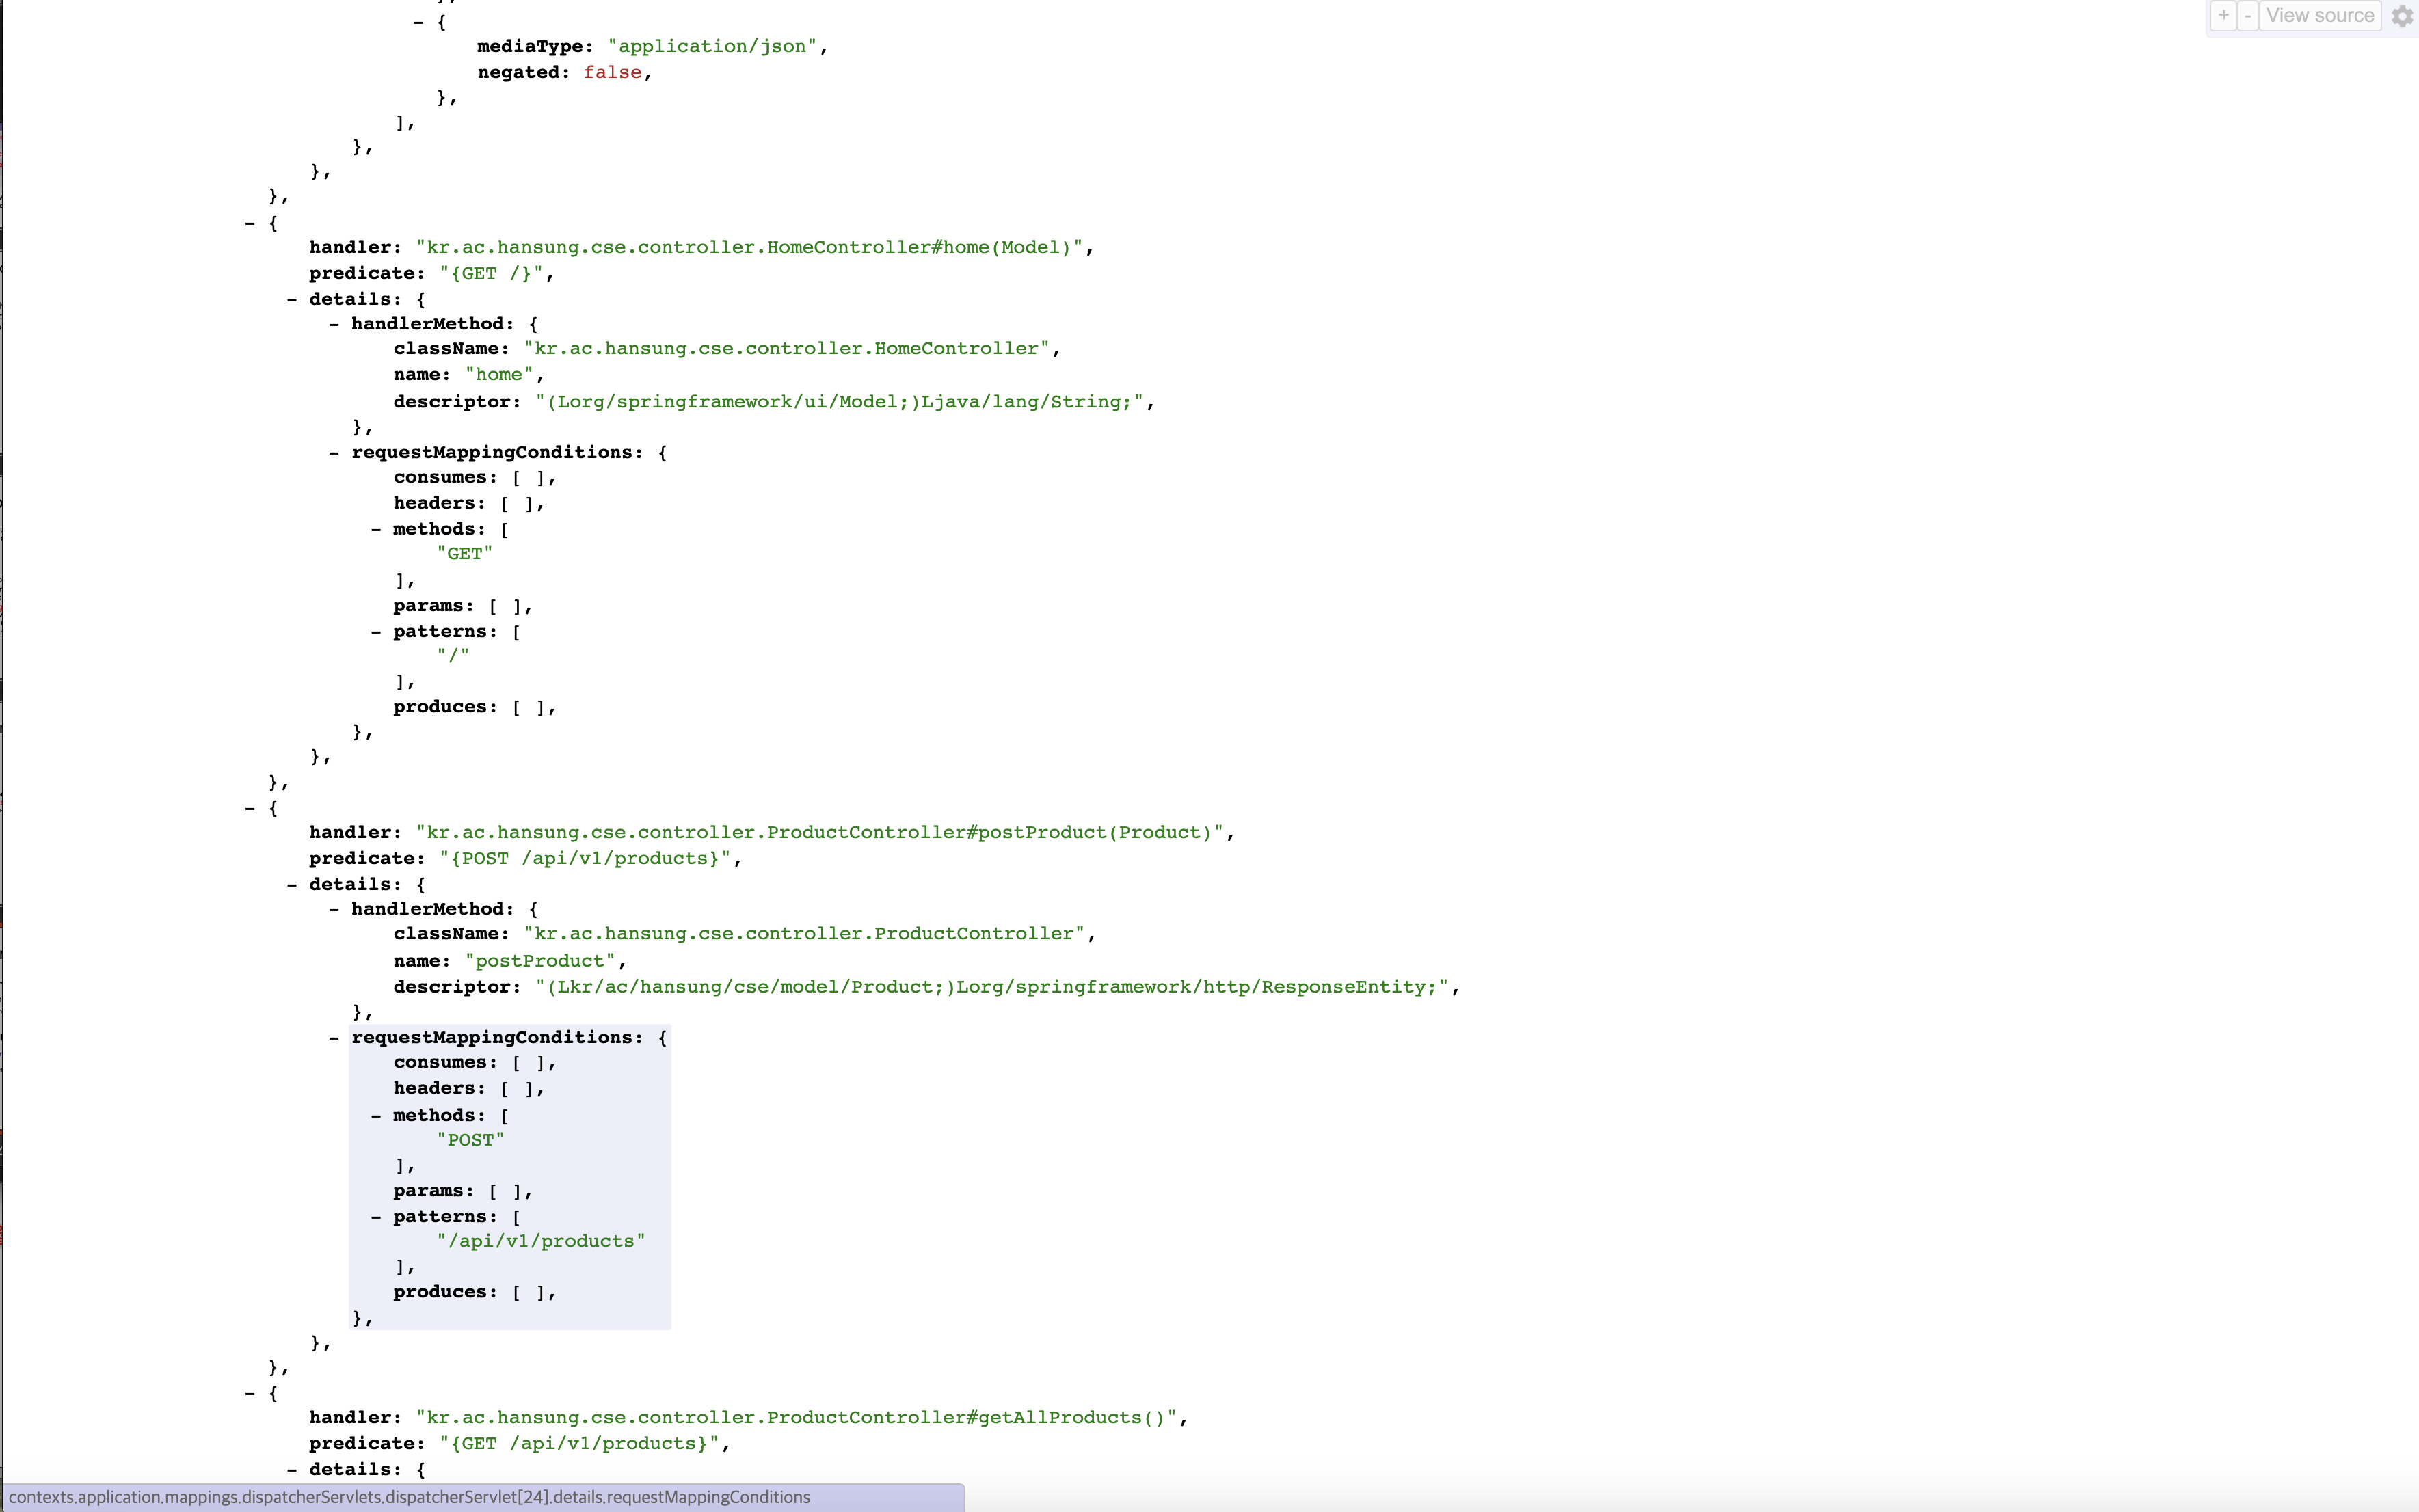 },
- {
mediaType: "application/json",
negated: false,
},
],
},
},
},
- {
handler: "kr.ac.hansung.cse.controller.HomeController#home(Model)",
predicate: "{GET /}",
- details: {
- handlerMethod: {
className: "kr.ac.hansung.cse.controller.HomeController",
name: "home",
descriptor: "(Lorg/springframework/ui/Model;)Ljava/lang/String;",
},
- requestMappingConditions: {
consumes: [ ],
headers: [ ],
- methods: [
"GET"
],
params: [ ],
- patterns: [
"/"
],
produces: [ ],
},
},
},
- {
handler: "kr.ac.hansung.cse.controller.ProductController#postProduct(Product)",
predicate: "{POST /api/v1/products}",
- details: {
- handlerMethod: {
className: "kr.ac.hansung.cse.controller.ProductController",
name: "postProduct",
descriptor: "(Lkr/ac/hansung/cse/model/Product;)Lorg/springframework/http/ResponseEntity;",
},
- requestMappingConditions: {
consumes: [ ],
headers: [ ],
- methods: [
"POST"
],
params: [ ],
- patterns: [
"/api/v1/products"
],
produces: [ ],
},
},
},
- {
handler: "kr.ac.hansung.cse.controller.ProductController#getAllProducts()",
predicate: "{GET /api/v1/products}",
- details: {
contexts.application.mappings.dispatcherServlets.dispatcherServlet[24].details.requestMappingConditions
+ - View source